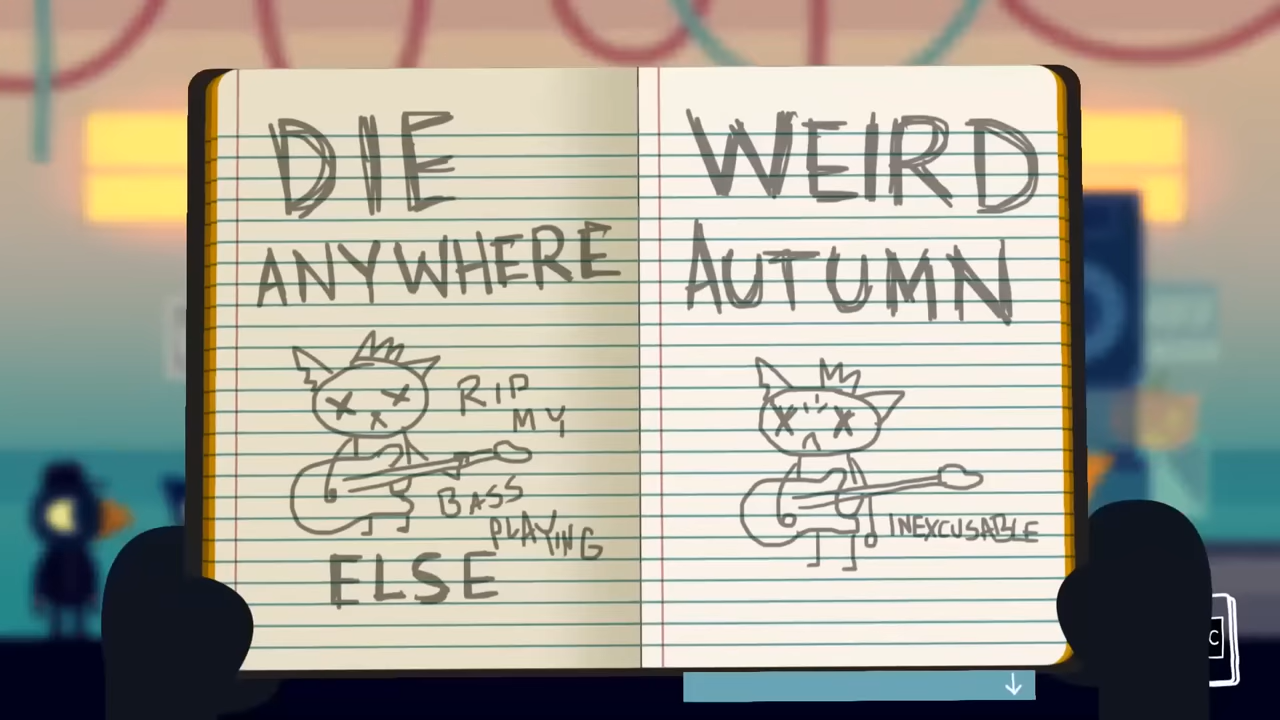 DIE
ANYWHERE
RIP
MY
BASS
PLAYING
ELSE
WEIRD
AUTUMN
INEXCUSABLE
C